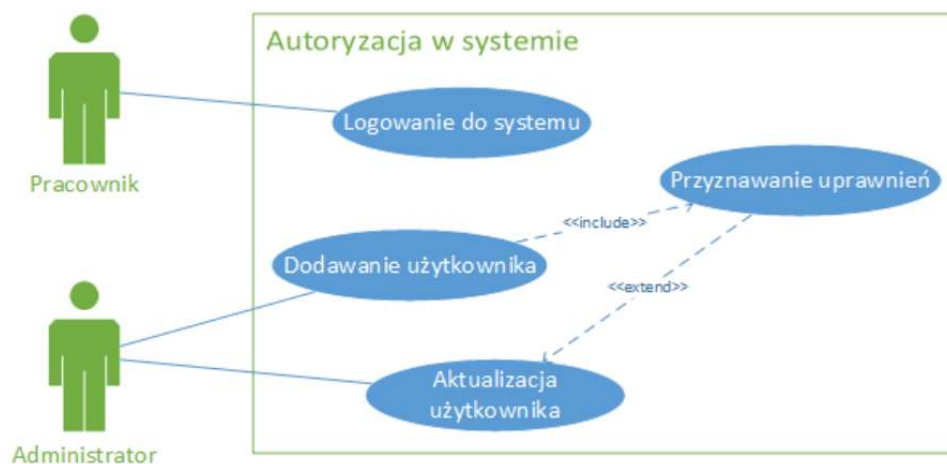 Autoryzacja w systemie
Logowanie do systemu
Pracownik
Przyznawanie uprawnień
<<include>>
Dodawanie użytkownika
<<extend>>
Aktualizacja
użytkownika
Administrator